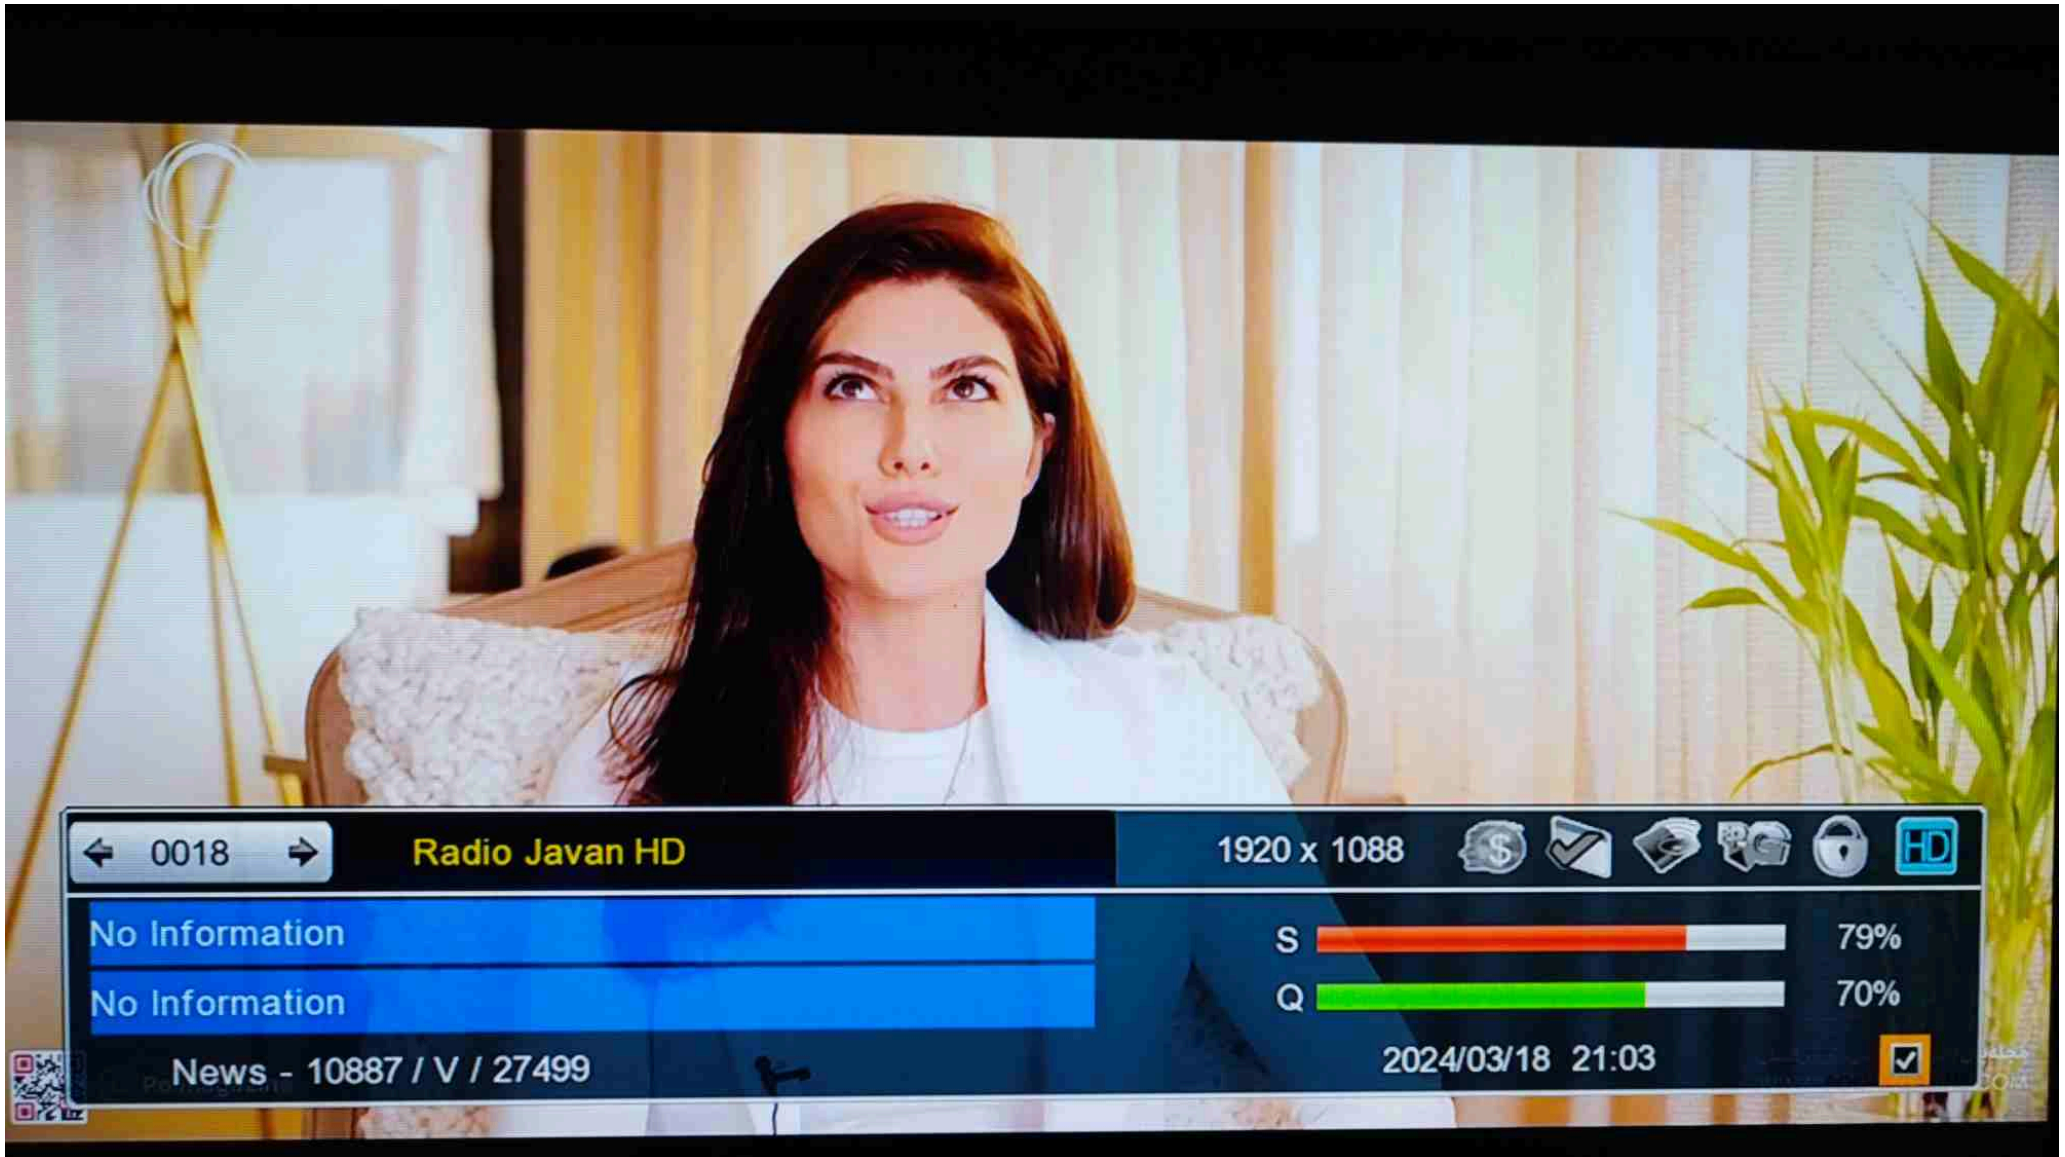 0018 Radio Javan HD 1920 x 1088 HD
No Information S 79%
No Information Q 70%
News - 10887 / V / 27499 2024/03/18 21:03